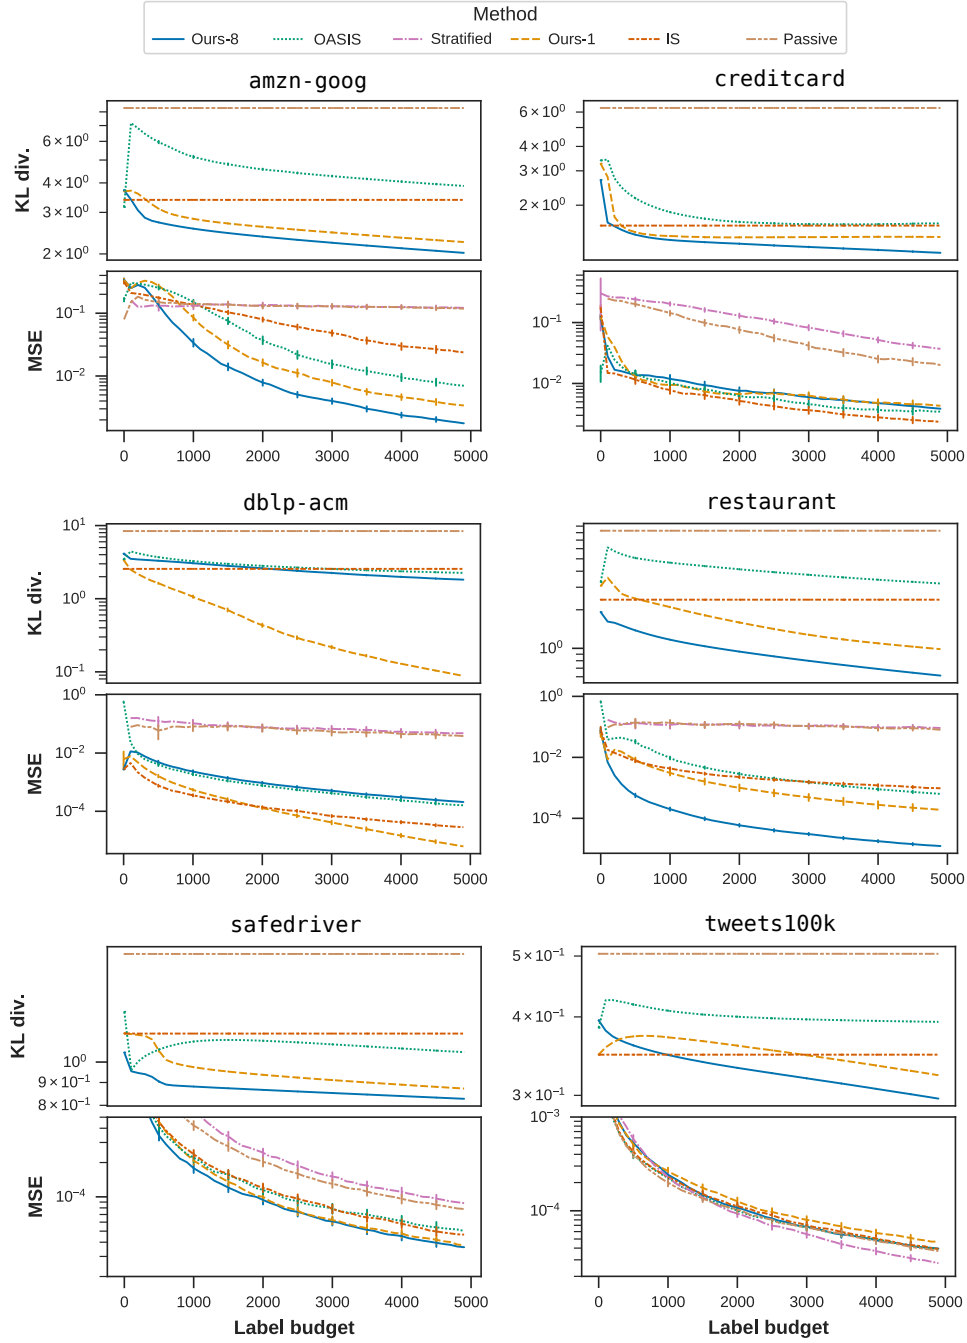 Method
Ours-8 OASIS Stratified Ours-1 IS Passive
amzn-goog
KL div.
6 × 10⁰
4 × 10⁰
3 × 10⁰
2 × 10⁰
MSE
10⁻¹
10⁻²
0 1000 2000 3000 4000 5000
creditcard
6 × 10⁰
3 × 10⁰
2 × 10⁰
10⁻¹
10⁻²
0 1000 2000 3000 4000 5000
dblp-acm
KL div.
10¹
10⁰
10⁻¹
MSE
10⁰
10⁻²
10⁻⁴
0 1000 2000 3000 4000 5000
restaurant
10⁰
10⁰
10⁻²
10⁻⁴
0 1000 2000 3000 4000 5000
safedriver
KL div.
10⁰
9 × 10⁻¹
8 × 10⁻¹
MSE
10⁻⁴
0 1000 2000 3000 4000 5000
Label budget
tweets100k
5 × 10⁻¹
4 × 10⁻¹
3 × 10⁻¹
10⁻³
10⁻⁴
0 1000 2000 3000 4000 5000
Label budget